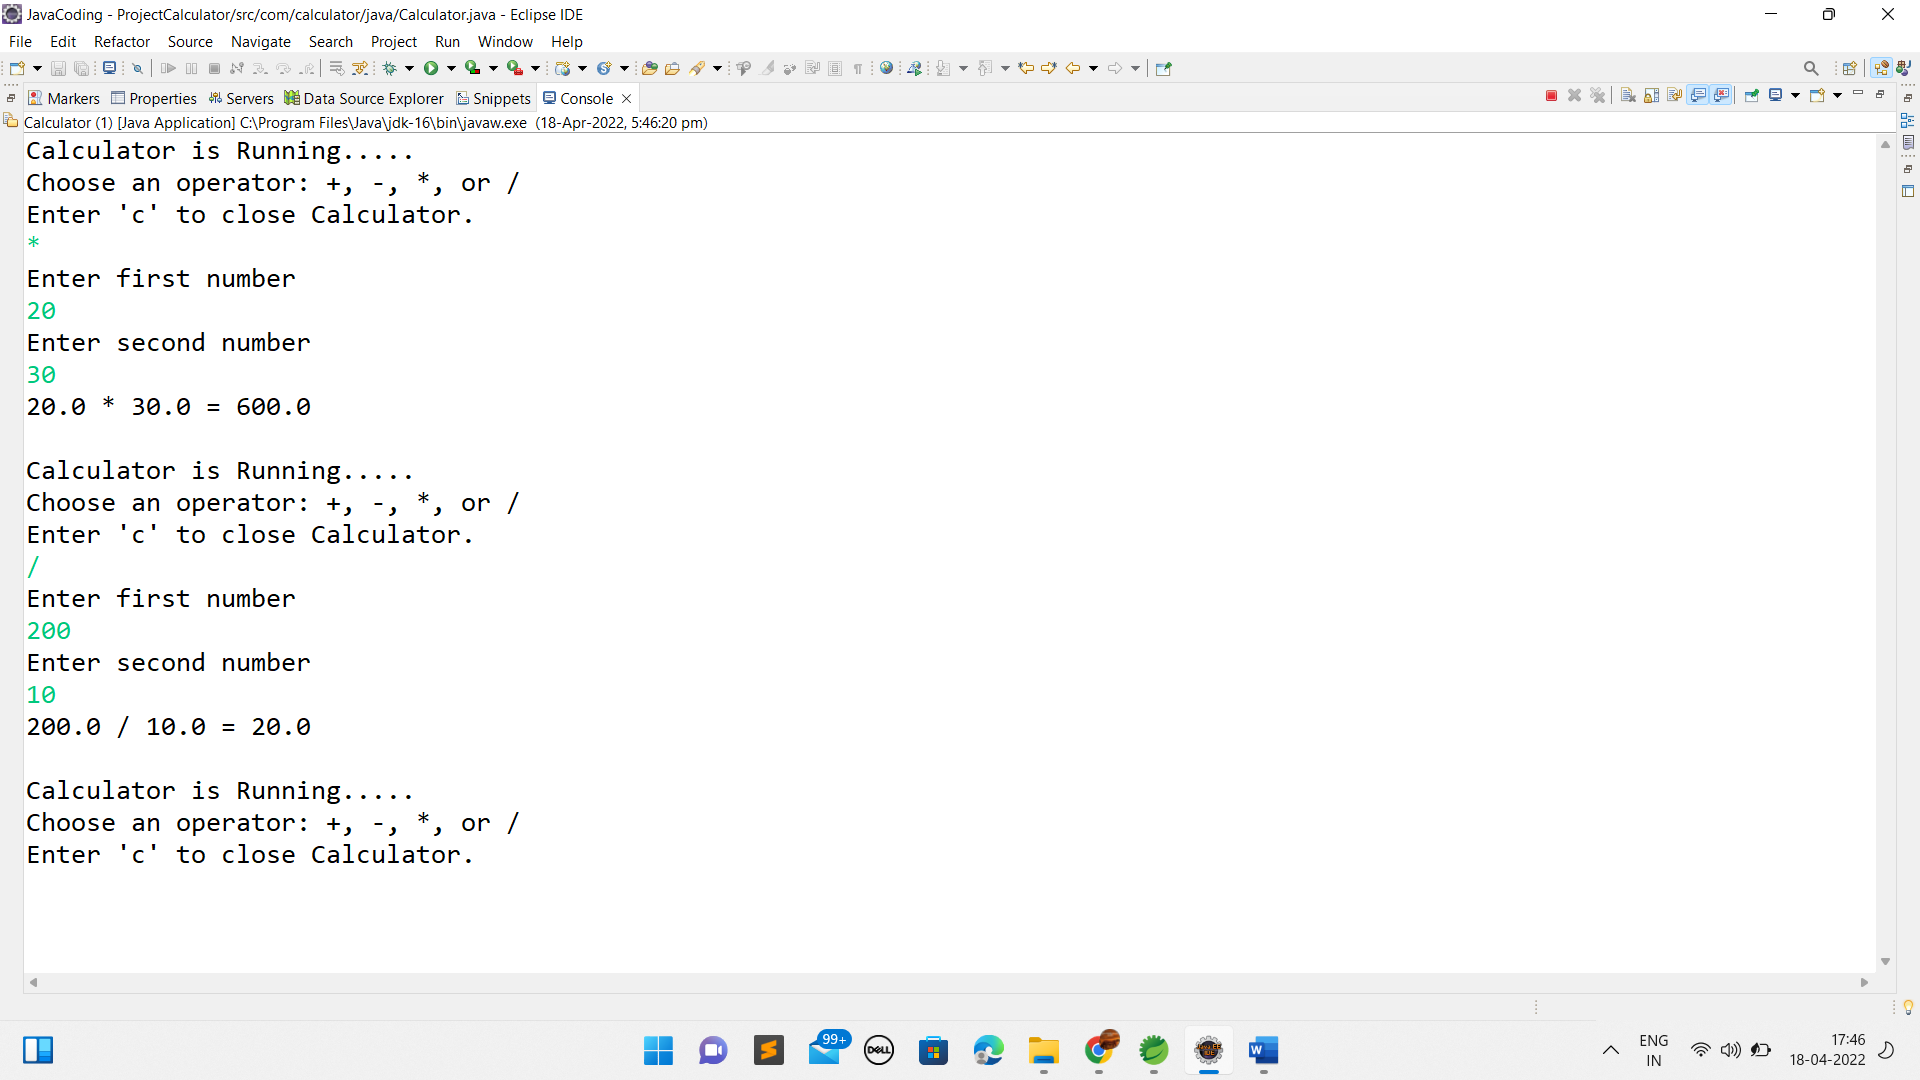 JavaCoding - ProjectCalculator/src/com/calculator/java/Calculator.java - Eclipse IDE
File Edit Refactor Source Navigate Search Project Run Window Help
Markers Properties Servers Data Source Explorer Snippets Console
Calculator (1) [Java Application] C:\Program Files\Java\jdk-16\bin\javaw.exe (18-Apr-2022, 5:46:20 pm)
Calculator is Running.....
Choose an operator: +, -, *, or /
Enter 'c' to close Calculator.
*
Enter first number
20
Enter second number
30
20.0 * 30.0 = 600.0
Calculator is Running.....
Choose an operator: +, -, *, or /
Enter 'c' to close Calculator.
/
Enter first number
200
Enter second number
10
200.0 / 10.0 = 20.0
Calculator is Running.....
Choose an operator: +, -, *, or /
Enter 'c' to close Calculator.
99+
DELL
W
ENG
IN
17:46
18-04-2022